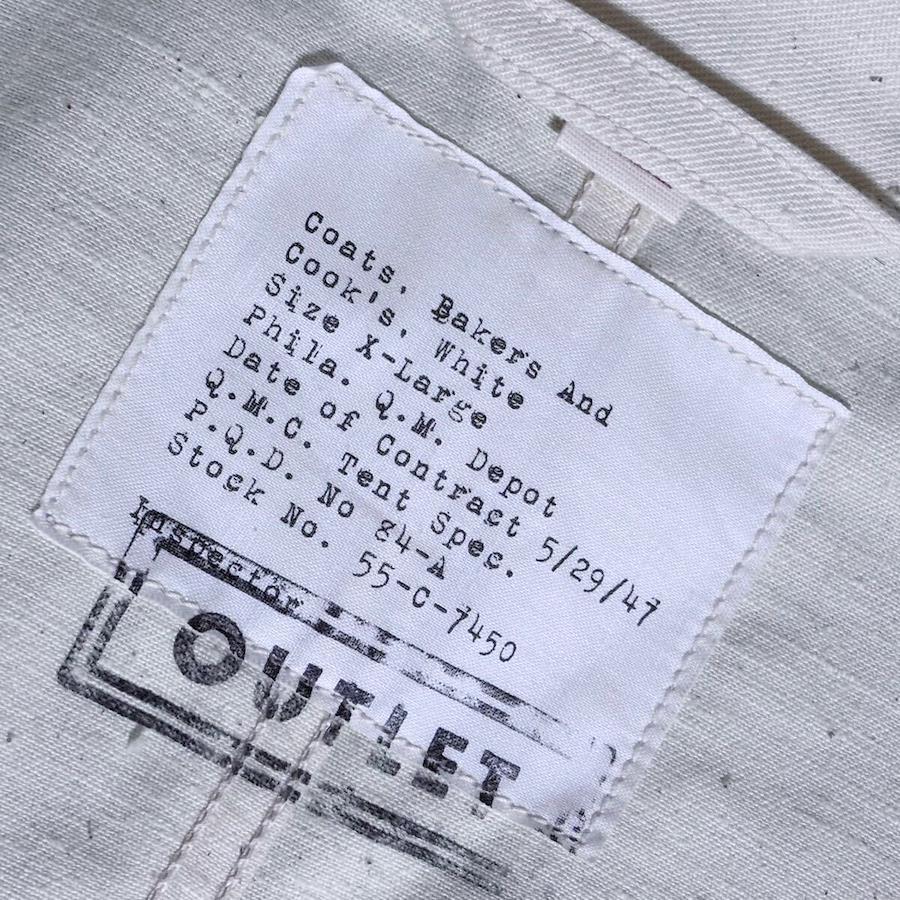 Coats, Bakers And
Cook's, White
Size X-Large
Phila. Q.M. Depot
Date of Contract 5/29/47
Q.M.C. Tent Spec.
P.Q.D. No 84-A
Stock No. 55-C-7450
Inspector
OUTLET